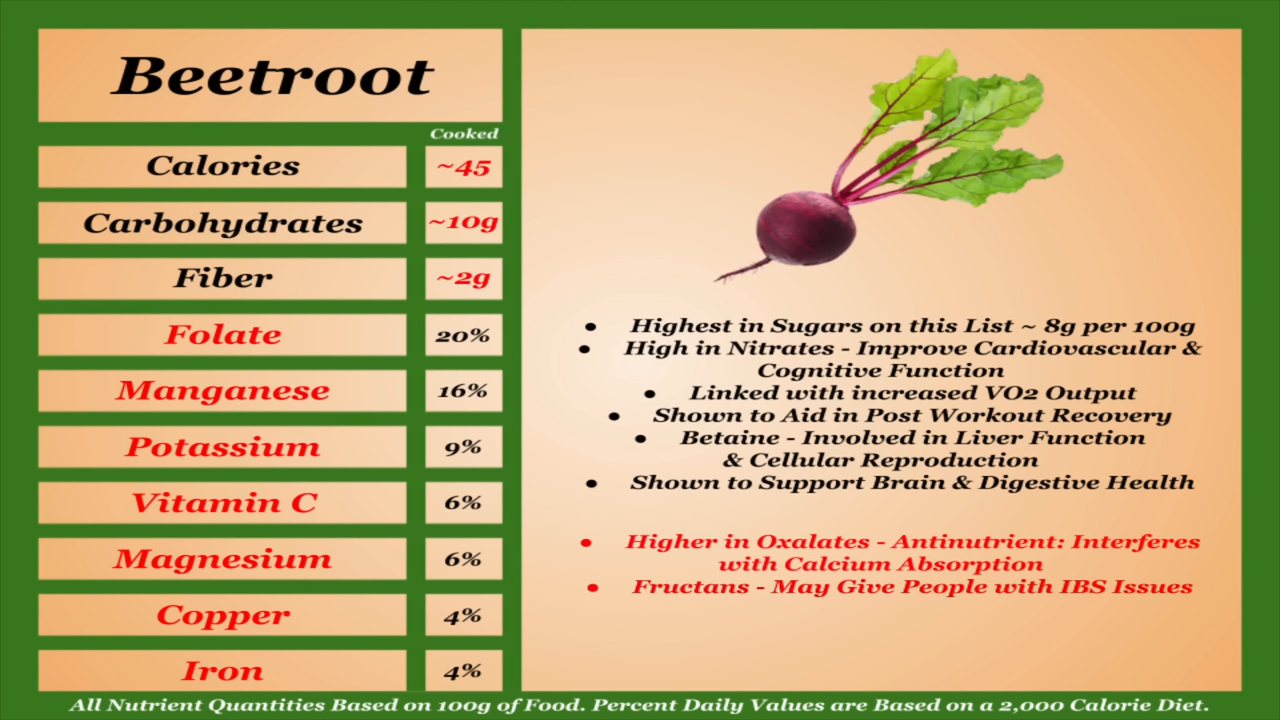 Beetroot
Cooked
Calories ~45
Carbohydrates ~10g
Fiber ~2g
Folate 20%
Manganese 16%
Potassium 9%
Vitamin C 6%
Magnesium 6%
Copper 4%
Iron 4%
● Highest in Sugars on this List ~ 8g per 100g
● High in Nitrates - Improve Cardiovascular &
Cognitive Function
● Linked with increased VO2 Output
● Shown to Aid in Post Workout Recovery
● Betaine - Involved in Liver Function
& Cellular Reproduction
● Shown to Support Brain & Digestive Health
● Higher in Oxalates - Antinutrient: Interferes
with Calcium Absorption
● Fructans - May Give People with IBS Issues
All Nutrient Quantities Based on 100g of Food. Percent Daily Values are Based on a 2,000 Calorie Diet.